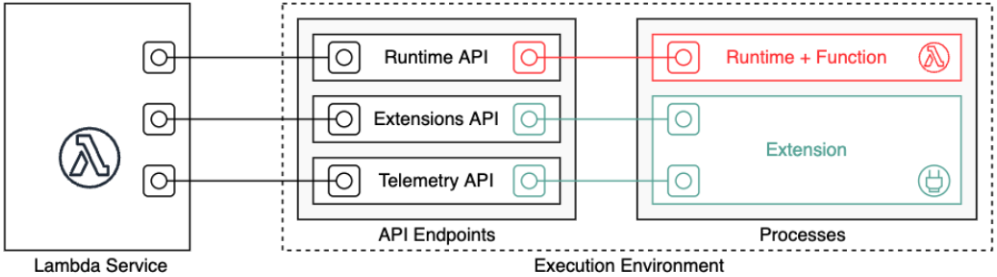 Runtime API
Runtime + Function
Extensions API
Extension
Telemetry API
API Endpoints
Processes
Lambda Service
Execution Environment